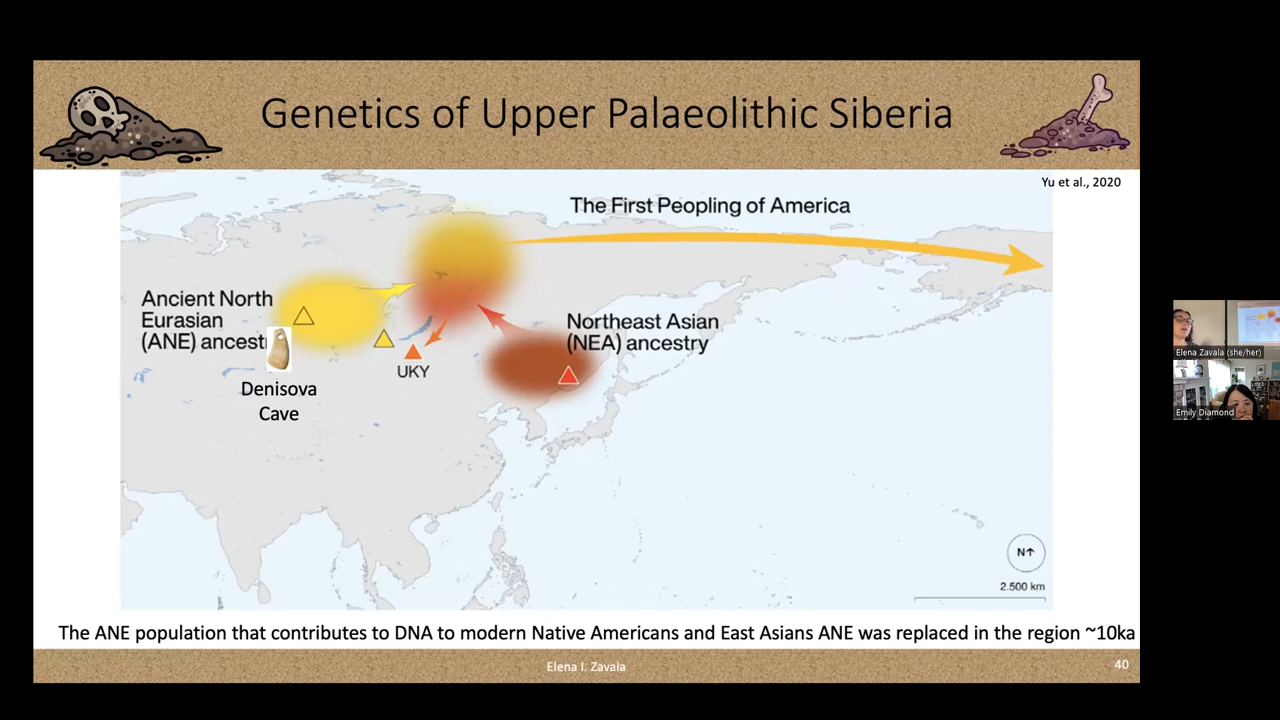 Genetics of Upper Palaeolithic Siberia
Yu et al., 2020
The First Peopling of America
Ancient North
Eurasian
(ANE) ancest
Northeast Asian
(NEA) ancestry
UKY
Denisova
Cave
N↑
2.500 km
The ANE population that contributes to DNA to modern Native Americans and East Asians ANE was replaced in the region ~10ka
Elena I. Zavala
40
Elena Zavala (she/her)
Emily Diamond